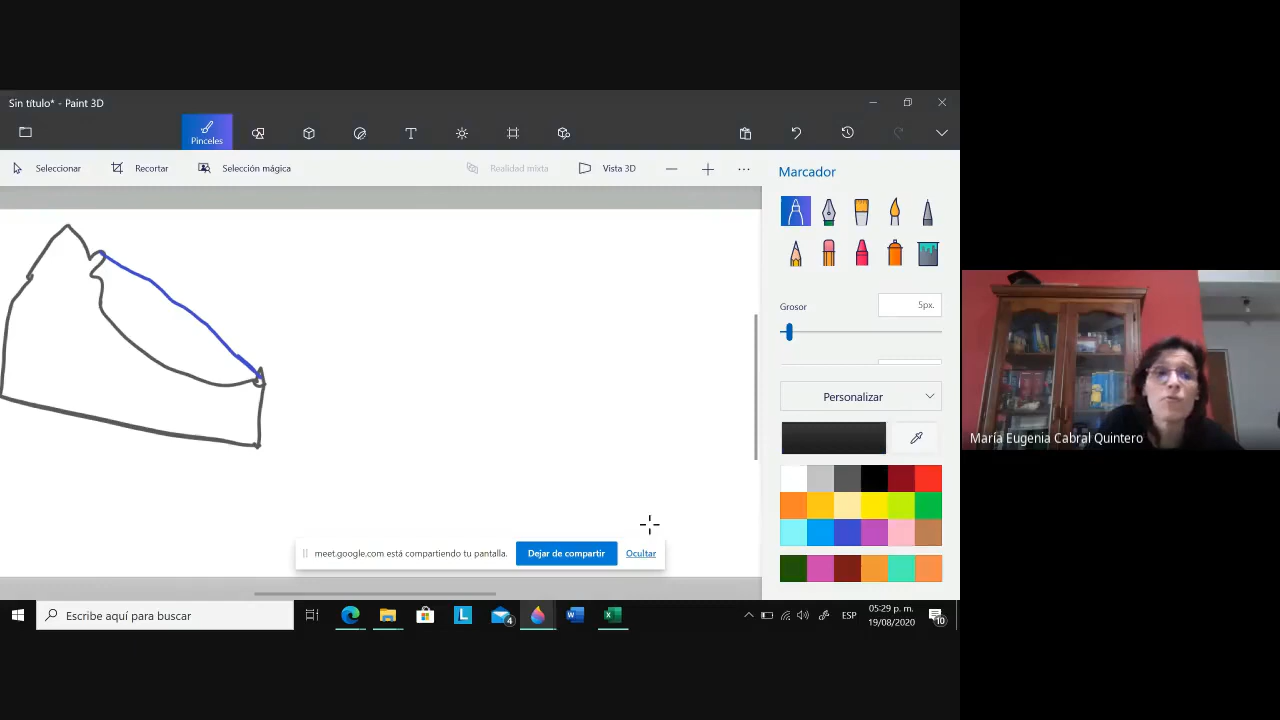 Sin título* - Paint 3D
Pinceles
Seleccionar
Recortar
Selección mágica
Realidad mixta
Vista 3D
Marcador
Grosor
5px.
Personalizar
María Eugenia Cabral Quintero
meet.google.com está compartiendo tu pantalla.
Dejar de compartir
Ocultar
Escribe aquí para buscar
L
4
W
X
ESP
05:29 p. m.
19/08/2020
10